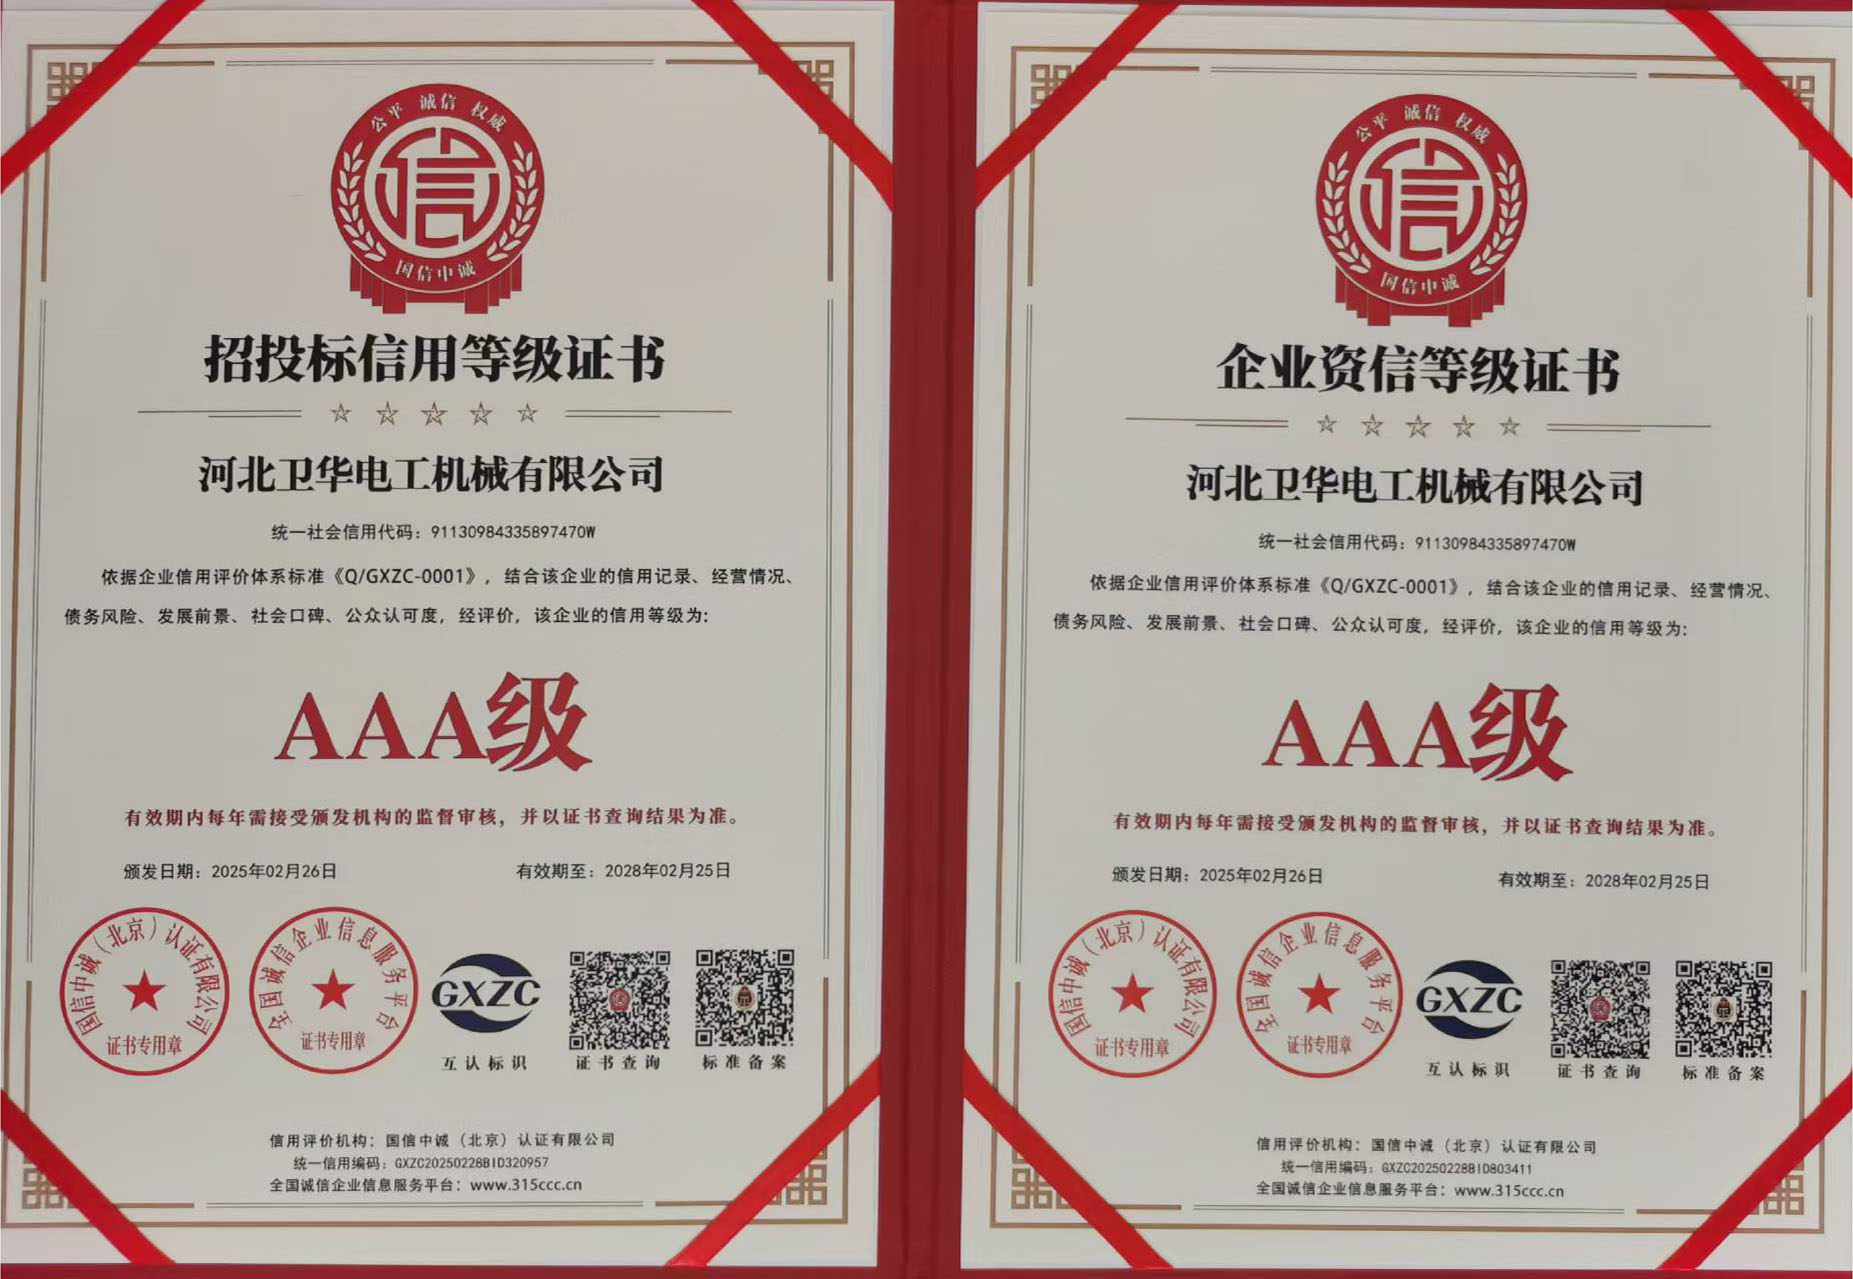 公平 诚信 权威
国信中诚
招投标信用等级证书
河北卫华电工机械有限公司
统一社会信用代码：91130984335897470W
依据企业信用评价体系标准《Q/GXZC-0001》，结合该企业的信用记录、经营情况、
债务风险、发展前景、社会口碑、公众认可度，经评价，该企业的信用等级为：
AAA级
有效期内每年需接受颁发机构的监督审核，并以证书查询结果为准。
颁发日期：2025年02月26日 有效期至：2028年02月25日
国信中诚（北京）认证有限公司
证书专用章
全国诚信企业信息服务平台
证书专用章
GXZC
互认标识 证书查询 标准备案
信用评价机构：国信中诚（北京）认证有限公司
统一信用编码：GXZC20250228BID320957
全国诚信企业信息服务平台：www.315ccc.cn
公平 诚信 权威
国信中诚
企业资信等级证书
河北卫华电工机械有限公司
统一社会信用代码：91130984335897470W
依据企业信用评价体系标准《Q/GXZC-0001》，结合该企业的信用记录、经营情况、
债务风险、发展前景、社会口碑、公众认可度，经评价，该企业的信用等级为：
AAA级
有效期内每年需接受颁发机构的监督审核，并以证书查询结果为准。
颁发日期：2025年02月26日 有效期至：2028年02月25日
国信中诚（北京）认证有限公司
证书专用章
全国诚信企业信息服务平台
证书专用章
GXZC
互认标识 证书查询 标准备案
信用评价机构：国信中诚（北京）认证有限公司
统一信用编码：GXZC20250228BID803411
全国诚信企业信息服务平台：www.315ccc.cn